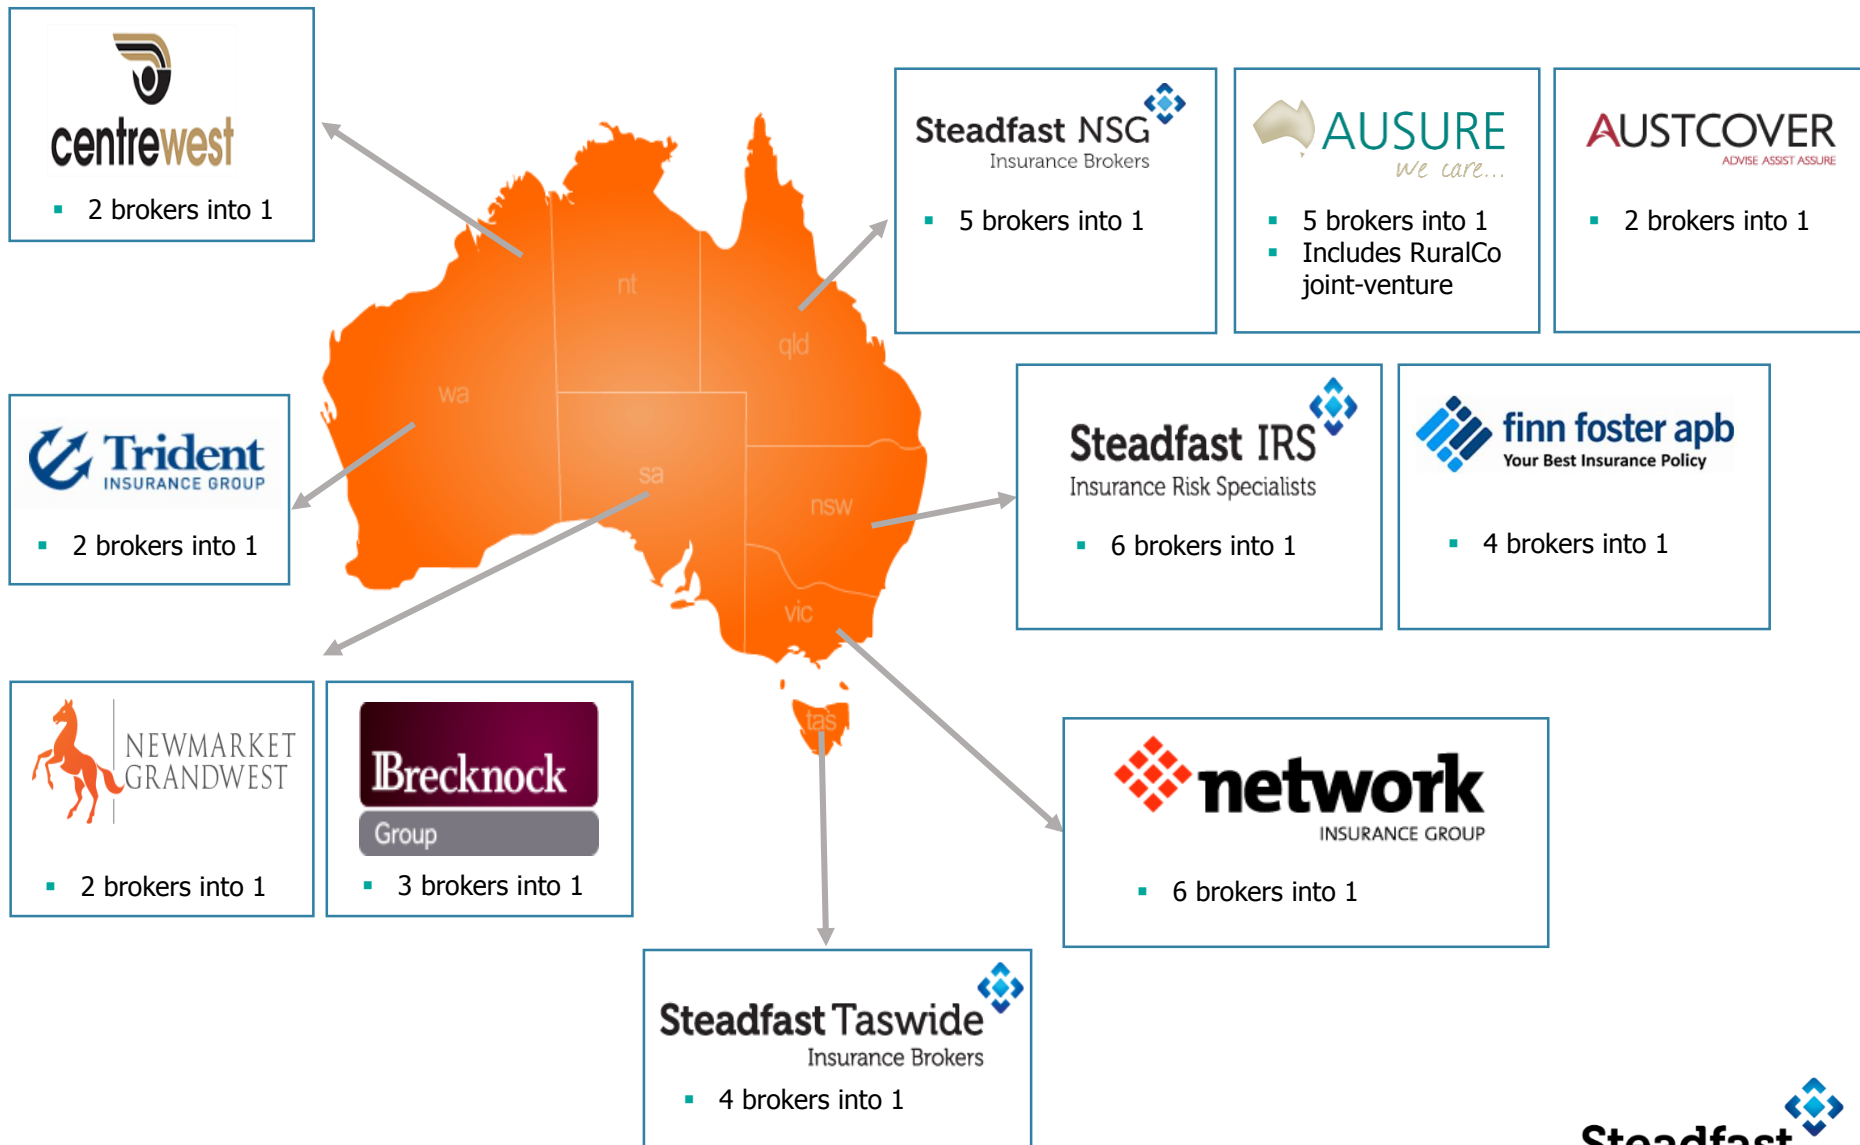 centrewest
▪ 2 brokers into 1
Steadfast NSG
Insurance Brokers
▪ 5 brokers into 1
AUSURE
We care...
▪ 5 brokers into 1
▪ Includes RuralCo
joint-venture
AUSTCOVER
ADVISE ASSIST ASSURE
▪ 2 brokers into 1
nt
qld
wa
sa
nsw
vic
tas
Trident
INSURANCE GROUP
▪ 2 brokers into 1
Steadfast IRS
Insurance Risk Specialists
▪ 6 brokers into 1
finn foster apb
Your Best Insurance Policy
▪ 4 brokers into 1
NEWMARKET
GRANDWEST
▪ 2 brokers into 1
Brecknock
Group
▪ 3 brokers into 1
network
INSURANCE GROUP
▪ 6 brokers into 1
Steadfast Taswide
Insurance Brokers
▪ 4 brokers into 1
Steadfast